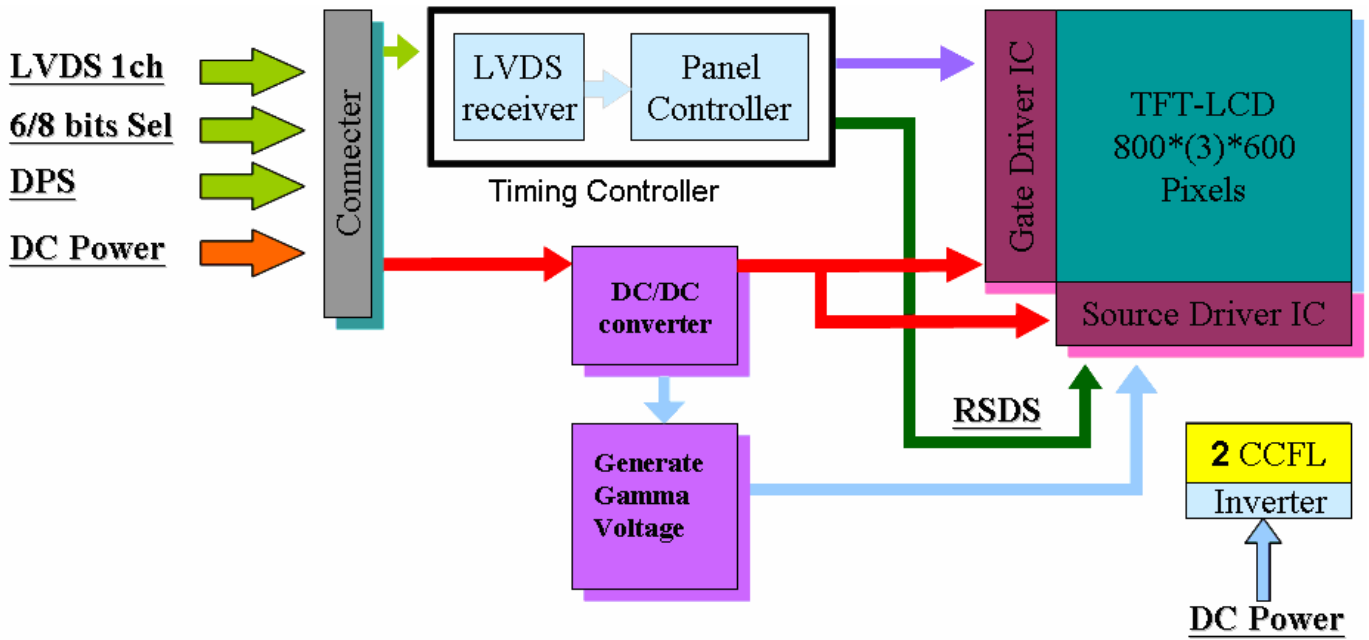 LVDS 1ch
6/8 bits Sel
DPS
DC Power
Connecter
LVDS
receiver
Panel
Controller
Timing Controller
DC/DC
converter
Generate
Gamma
Voltage
Gate Driver IC
TFT-LCD
800*(3)*600
Pixels
Source Driver IC
RSDS
2 CCFL
Inverter
DC Power